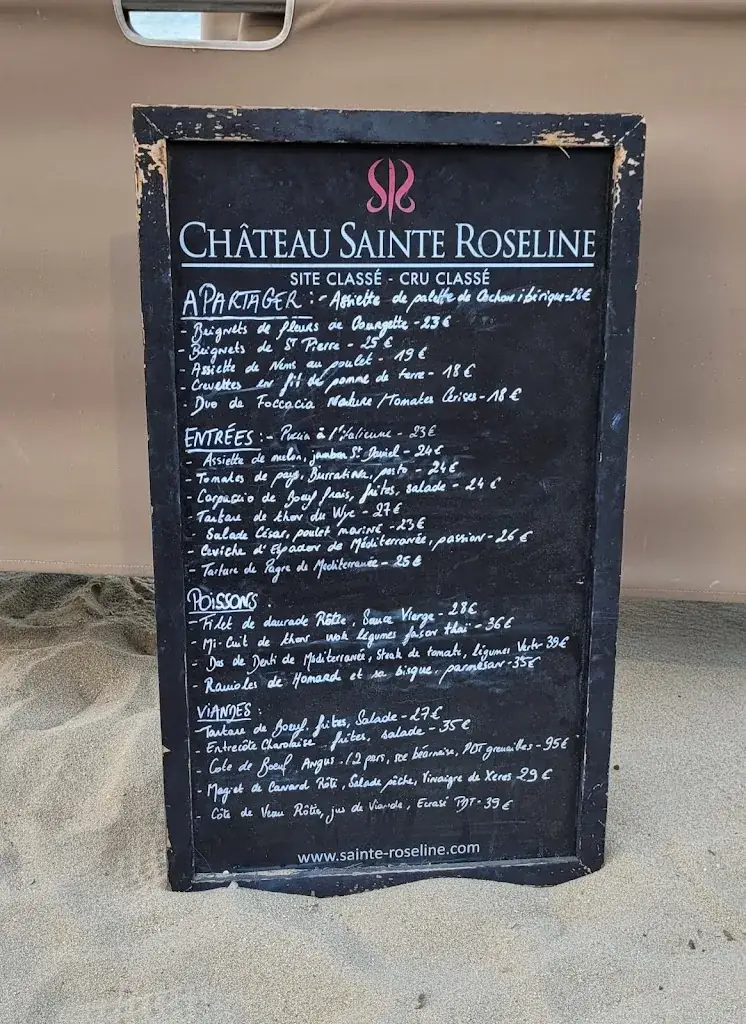 CHÂTEAU SAINTE ROSELINE
SITE CLASSÉ - CRU CLASSÉ
A PARTAGER : - Assiette de palette de Cochon ibérique - 28€
- Beignets de fleurs de Courgette - 23€
- Beignets de St Pierre - 25€
- Assiette de Nems au poulet - 19€
- Crevettes en fil de pomme de terre - 18€
- Duo de Foccacia Nature / Tomates Cerises - 18€
ENTRÉES : - à l'Italienne - 23€
- Assiette de melon, jambon St Daniel - 24€
- Tomates de pays, Burratina, pesto - 24€
- Carpaccio de Boeuf frais, frites, salade - 24€
- Tartare de thon du - 27€
- Salade César, poulet mariné - 23€
- Ceviche d'Espadon de Méditerranée, passion - 26€
- Tartare de Pagre de Mediterranée - 25€
POISSONS :
- Filet de daurade Rôtie, Sauce Vierge - 28€
- Mi-Cuit de thon wok légumes façon thaï - 36€
- Dos de Denti de Méditerranée, Steak de tomate, légumes Verts 39€
- Ravioles de Homard et sa bisque, parmesan - 35€
VIANDES :
- Tartare de Boeuf, frites, Salade - 27€
- Entrecôte Charolaise frites, salade - 35€
- Cote de Boeuf Angus - 12 pers, sce béarnaise, PDT grenailles - 95€
- Magret de Canard Rôti, Salade pêche, Vinaigre de Xeres 29€
- Côte de Veau Rôtie, jus de Viande, Ecrasé PDT - 39€
www.sainte-roseline.com